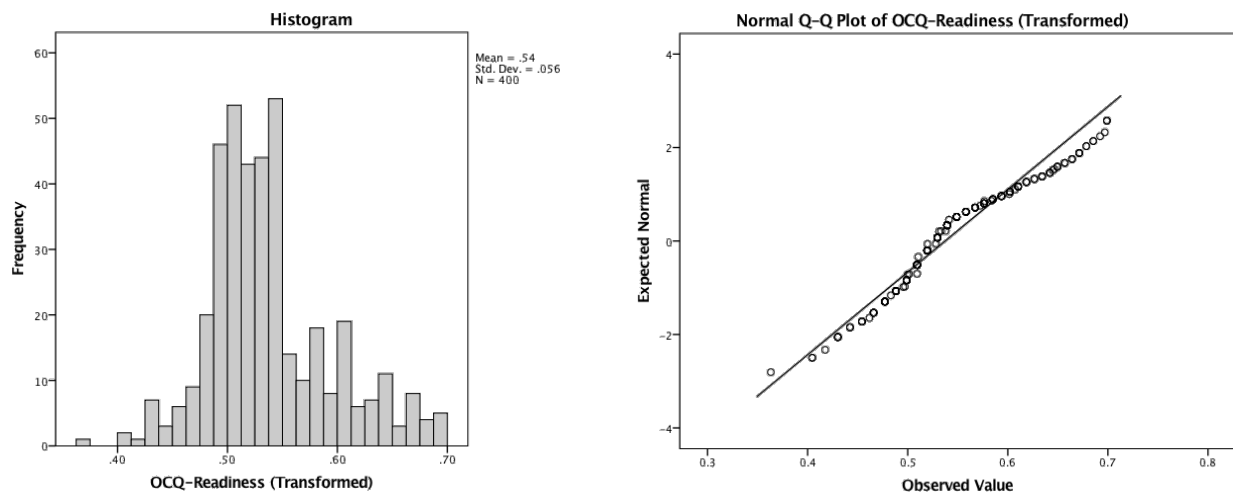 Histogram
Mean = .54
Std. Dev. = .056
N = 400
Frequency
60
50
40
30
20
10
0
.40 .50 .60 .70
OCQ-Readiness (Transformed)
Normal Q-Q Plot of OCQ-Readiness (Transformed)
Expected Normal
4
2
0
-2
-4
0.3 0.4 0.5 0.6 0.7 0.8
Observed Value